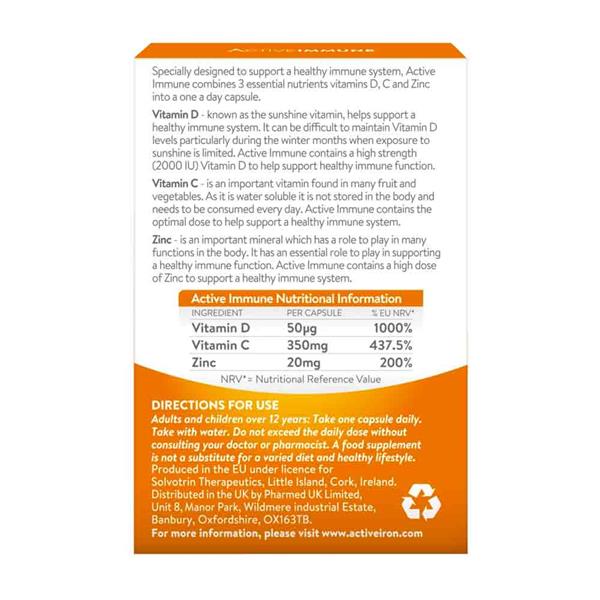 ACTIVEIMMUNE
Specially designed to support a healthy immune system, Active
Immune combines 3 essential nutrients vitamins D, C and Zinc
into a one a day capsule.
Vitamin D - known as the sunshine vitamin, helps support a
healthy immune system. It can be difficult to maintain Vitamin D
levels particularly during the winter months when exposure to
sunshine is limited. Active Immune contains a high strength
(2000 IU) Vitamin D to help support healthy immune function.
Vitamin C - is an important vitamin found in many fruit and
vegetables. As it is water soluble it is not stored in the body and
needs to be consumed every day. Active Immune contains the
optimal dose to help support a healthy immune system.
Zinc - is an important mineral which has a role to play in many
functions in the body. It has an essential role to play in supporting
a healthy immune function. Active Immune contains a high dose
of Zinc to support a healthy immune system.
Active Immune Nutritional Information
INGREDIENT PER CAPSULE % EU NRV*
Vitamin D 50µg 1000%
Vitamin C 350mg 437.5%
Zinc 20mg 200%
NRV* = Nutritional Reference Value
DIRECTIONS FOR USE
Adults and children over 12 years: Take one capsule daily.
Take with water. Do not exceed the daily dose without
consulting your doctor or pharmacist. A food supplement
is not a substitute for a varied diet and healthy lifestyle.
Produced in the EU under licence for
Solvotrin Therapeutics, Little Island, Cork, Ireland.
Distributed in the UK by Pharmed UK Limited,
Unit 8, Manor Park, Wildmere industrial Estate,
Banbury, Oxfordshire, OX163TB.
For more information, please visit www.activeiron.com